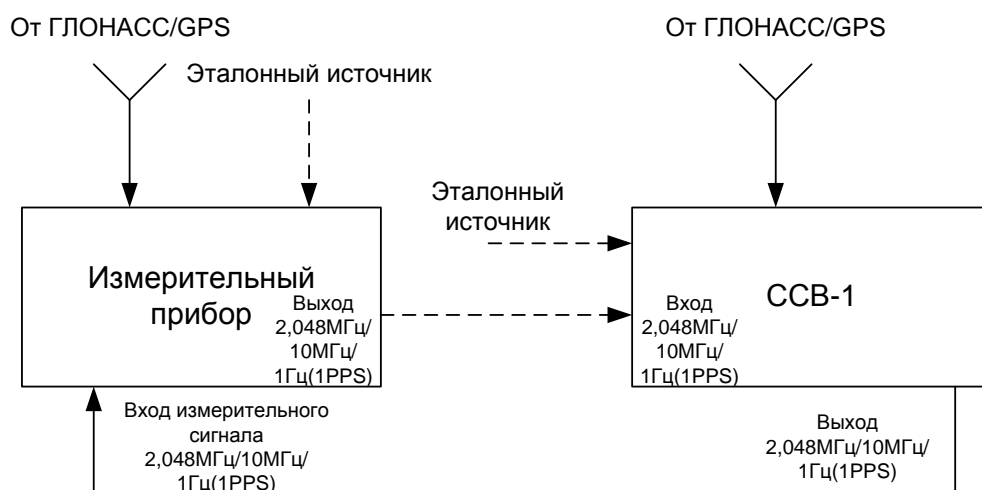 От ГЛОНАСС/GPS
От ГЛОНАСС/GPS
Эталонный источник
Эталонный
источник
Измерительный
прибор
Выход
2,048МГц/
10МГц/
1Гц(1PPS)
ССВ-1
Вход
2,048МГц/
10МГц/
1Гц(1PPS)
Вход измерительного
сигнала
2,048МГц/10МГц/
1Гц(1PPS)
Выход
2,048МГц/10МГц/
1Гц(1PPS)